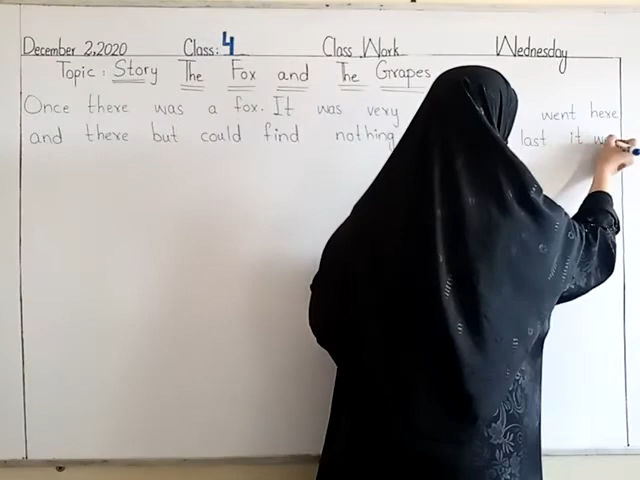 December 2,2020 Class: 4 Class Work Wednesday
Topic: Story The Fox and The Grapes
Once there was a fox. It was very went here
and there but could find nothing last it